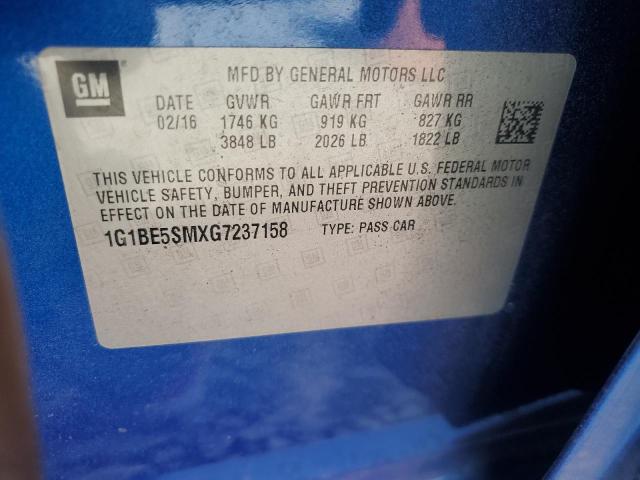 GM
MFD BY GENERAL MOTORS LLC
DATE GVWR GAWR FRT GAWR RR
02/16 1746 KG 919 KG 827 KG
3848 LB 2026 LB 1822 LB
THIS VEHICLE CONFORMS TO ALL APPLICABLE U.S. FEDERAL MOTOR
VEHICLE SAFETY, BUMPER, AND THEFT PREVENTION STANDARDS IN
EFFECT ON THE DATE OF MANUFACTURE SHOWN ABOVE.
1G1BE5SMXG7237158 TYPE: PASS CAR